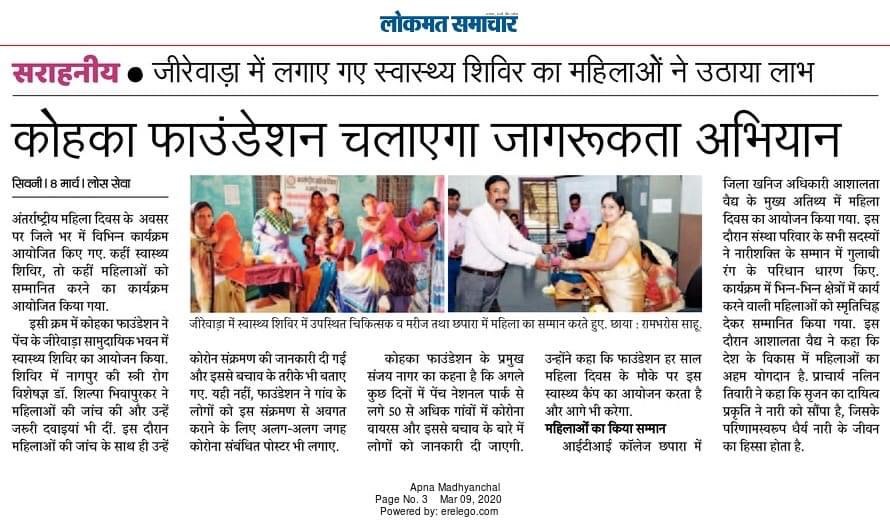 लोकमत समाचार
सराहनीय ● जीरेवाड़ा में लगाए गए स्वास्थ्य शिविर का महिलाओं ने उठाया लाभ
कोहका फाउंडेशन चलाएगा जागरूकता अभियान
सिवनी। 8 मार्च। लोस सेवा
अंतर्राष्ट्रीय महिला दिवस के अवसर
पर जिले भर में विभिन्न कार्यक्रम
आयोजित किए गए. कहीं स्वास्थ्य
शिविर, तो कहीं महिलाओं को
सम्मानित करने का कार्यक्रम
आयोजित किया गया.
इसी क्रम में कोहका फाउंडेशन ने
पेंच के जीरेवाड़ा सामुदायिक भवन में
स्वास्थ्य शिविर का आयोजन किया.
शिविर में नागपुर की स्त्री रोग
विशेषज्ञ डॉ. शिल्पा भिवापुरकर ने
महिलाओं की जांच की और उन्हें
जरूरी दवाइयां भी दीं. इस दौरान
महिलाओं की जांच के साथ ही उन्हें
जीरेवाड़ा में स्वास्थ्य शिविर में उपस्थित चिकित्सक व मरीज तथा छपारा में महिला का सम्मान करते हुए. छाया : रामभरोस साहू.
कोरोन संक्रमण की जानकारी दी गई
और इससे बचाव के तरीके भी बताए
गए. यही नहीं, फाउंडेशन ने गांव के
लोगों को इस संक्रमण से अवगत
कराने के लिए अलग-अलग जगह
कोरोना संबंधित पोस्टर भी लगाए.
कोहका फाउंडेशन के प्रमुख
संजय नागर का कहना है कि अगले
कुछ दिनों में पेंच नेशनल पार्क से
लगे 50 से अधिक गांवों में कोरोना
वायरस और इससे बचाव के बारे में
लोगों को जानकारी दी जाएगी.
उन्होंने कहा कि फाउंडेशन हर साल
महिला दिवस के मौके पर इस
स्वास्थ्य कैंप का आयोजन करता है
और आगे भी करेगा.
महिलाओं का किया सम्मान
आईटीआई कॉलेज छपारा में
जिला खनिज अधिकारी आशालता
वैद्य के मुख्य अतिथ्य में महिला
दिवस का आयोजन किया गया. इस
दौरान संस्था परिवार के सभी सदस्यों
ने नारीशक्ति के सम्मान में गुलाबी
रंग के परिधान धारण किए.
कार्यक्रम में भिन्न-भिन्न क्षेत्रों में कार्य
करने वाली महिलाओं को स्मृतिचिह्न
देकर सम्मानित किया गया. इस
दौरान आशालता वैद्य ने कहा कि
देश के विकास में महिलाओं का
अहम योगदान है. प्राचार्य नलिन
तिवारी ने कहा कि सृजन का दायित्व
प्रकृति ने नारी को सौंपा है, जिसके
परिणामस्वरूप धैर्य नारी के जीवन
का हिस्सा होता है.
Apna Madhyanchal
Page No. 3 Mar 09, 2020
Powered by: erelego.com